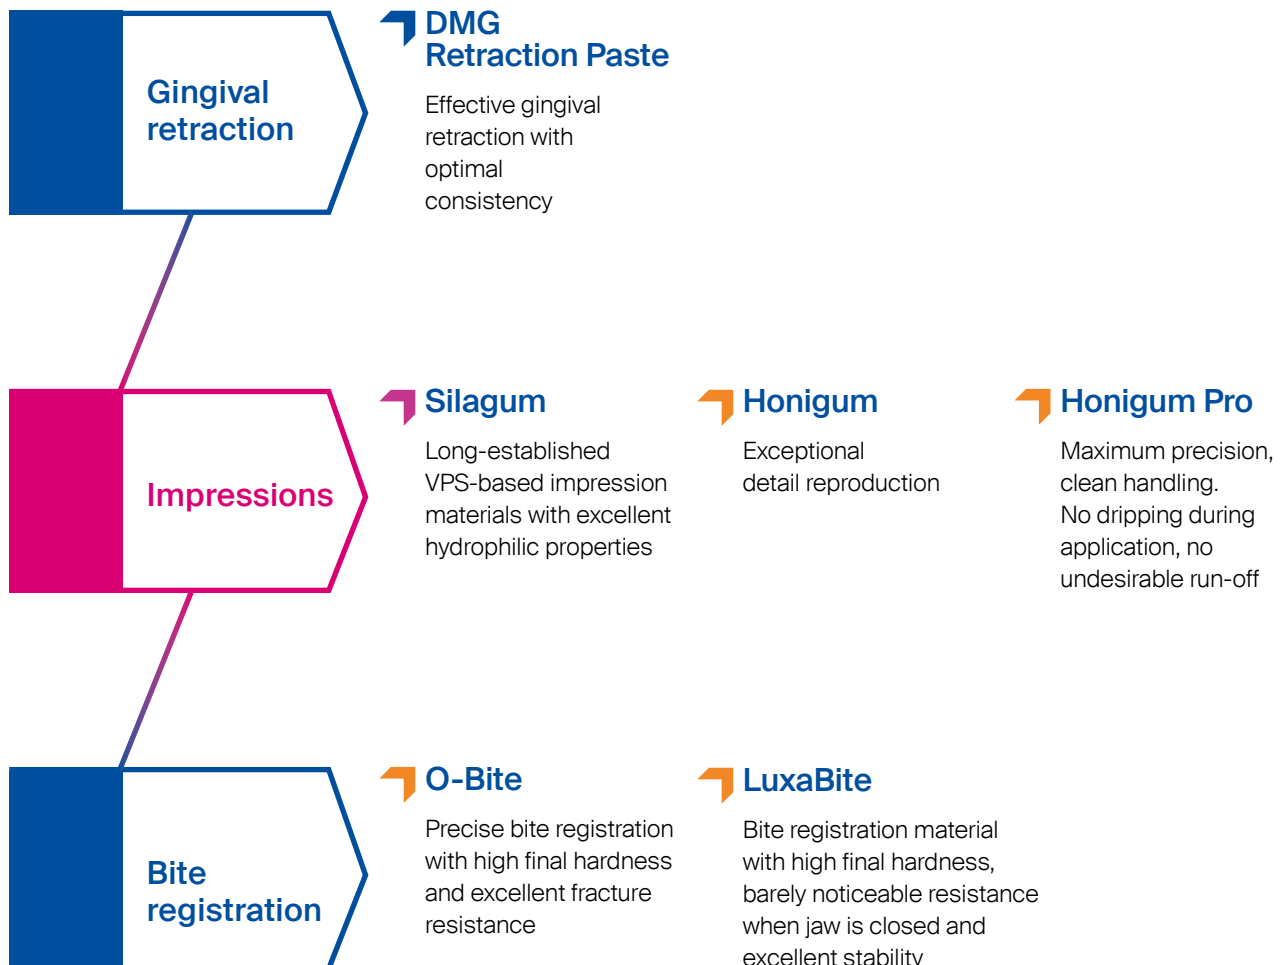 Gingival
retraction
DMG
Retraction Paste
Effective gingival
retraction with
optimal
consistency
Impressions
Silagum
Long-established
VPS-based impression
materials with excellent
hydrophilic properties
Honigum
Exceptional
detail reproduction
Honigum Pro
Maximum precision,
clean handling.
No dripping during
application, no
undesirable run-off
Bite
registration
O-Bite
Precise bite registration
with high final hardness
and excellent fracture
resistance
LuxaBite
Bite registration material
with high final hardness,
barely noticeable resistance
when jaw is closed and
excellent stability